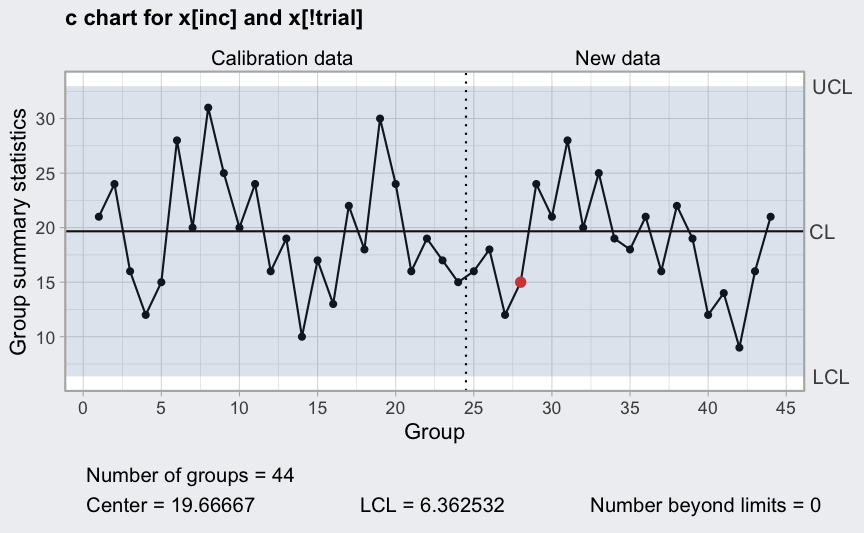 c chart for x[inc] and x[!trial]
Calibration data New data
UCL
CL
LCL
Group summary statistics
30
25
20
15
10
0 5 10 15 20 25 30 35 40 45
Group
Number of groups = 44
Center = 19.66667 LCL = 6.362532 Number beyond limits = 0